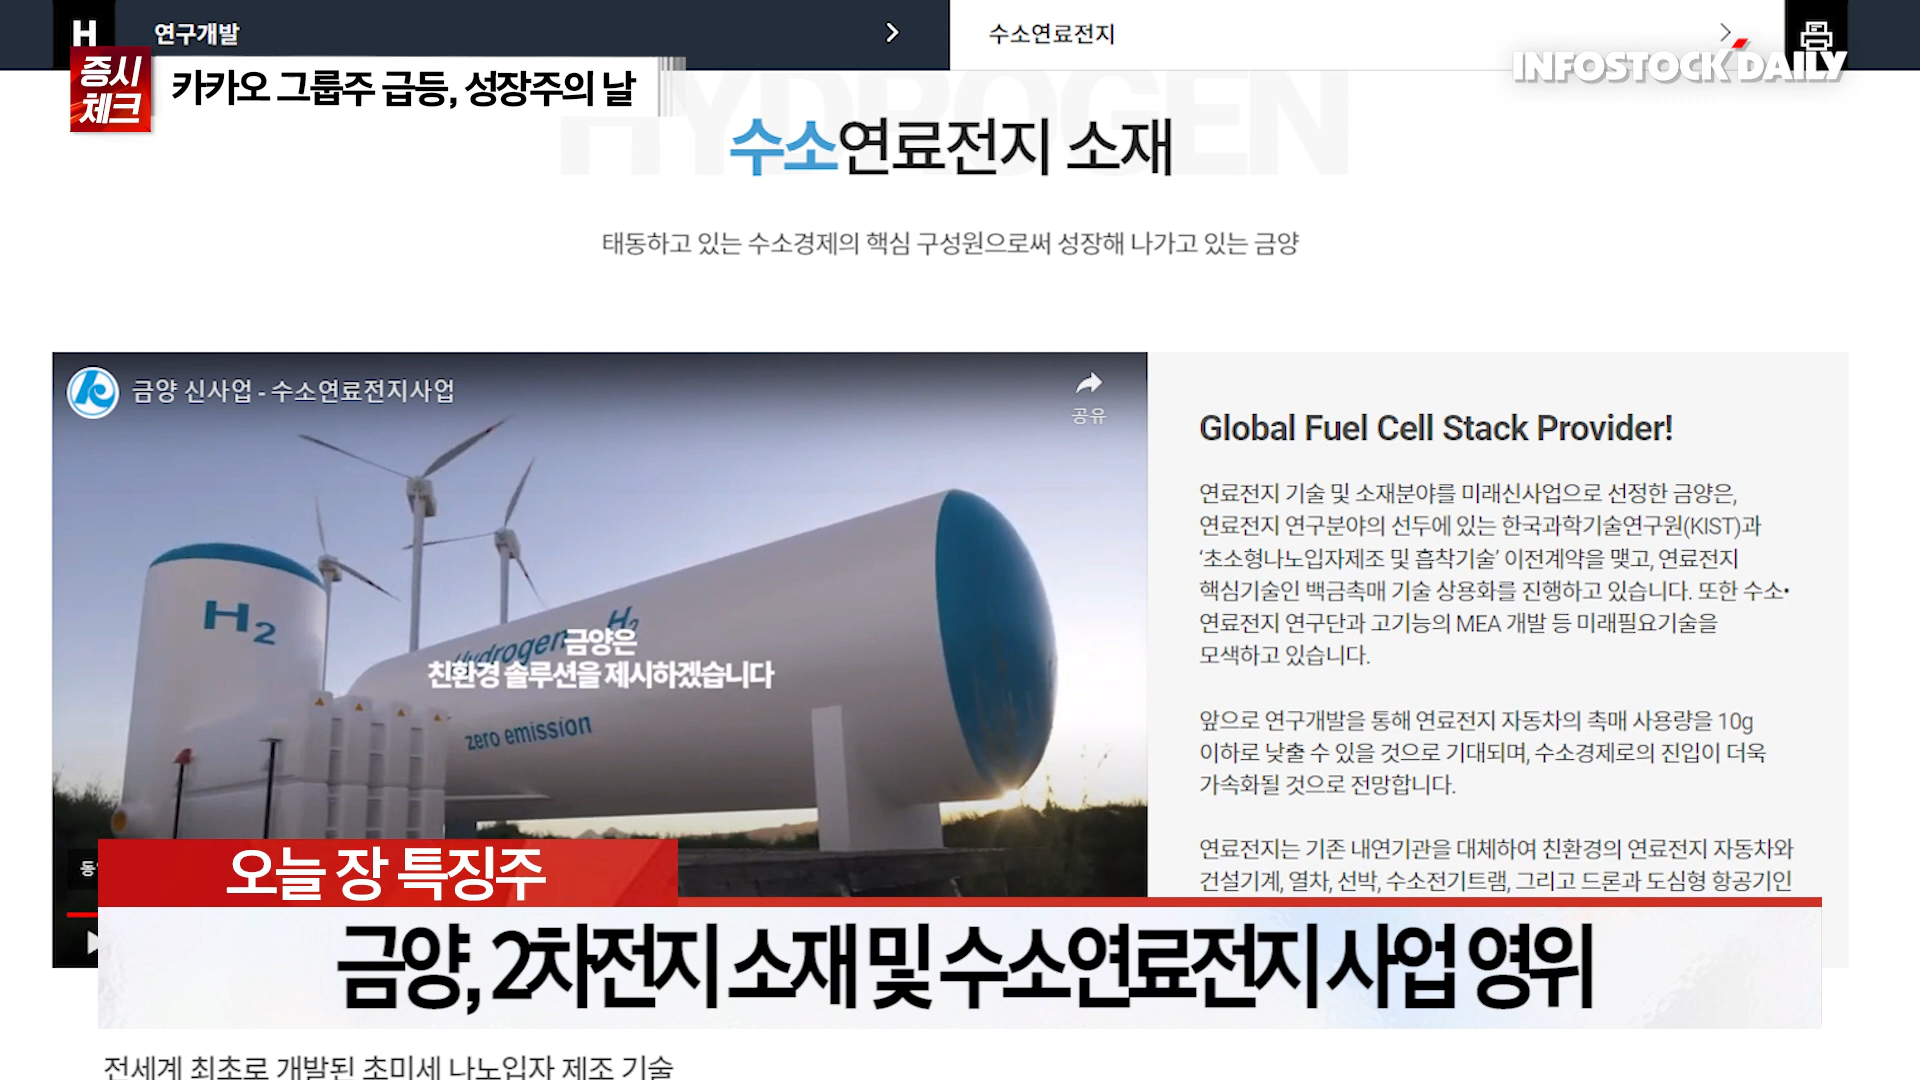 H
연구개발
수소연료전지
INFOSTOCK DAILY
증시
체크
카카오 그룹주 급등, 성장주의 날
HYDROGEN
수소연료전지 소재
태동하고 있는 수소경제의 핵심 구성원으로써 성장해 나가고 있는 금양
금양 신사업 - 수소연료전지사업
공유
H2
Hydrogen H2
zero emission
금양은
친환경 솔루션을 제시하겠습니다
Global Fuel Cell Stack Provider!
연료전지 기술 및 소재분야를 미래신사업으로 선정한 금양은,
연료전지 연구분야의 선두에 있는 한국과학기술연구원(KIST)과
‘초소형나노입자제조 및 흡착기술’ 이전계약을 맺고, 연료전지
핵심기술인 백금촉매 기술 상용화를 진행하고 있습니다. 또한 수소•
연료전지 연구단과 고기능의 MEA 개발 등 미래필요기술을
모색하고 있습니다.
앞으로 연구개발을 통해 연료전지 자동차의 촉매 사용량을 10g
이하로 낮출 수 있을 것으로 기대되며, 수소경제로의 진입이 더욱
가속화될 것으로 전망합니다.
연료전지는 기존 내연기관을 대체하여 친환경의 연료전지 자동차와
건설기계, 열차, 선박, 수소전기트램, 그리고 드론과 도심형 항공기인
오늘 장 특징주
금양, 2차전지 소재 및 수소연료전지 사업 영위
전세계 최초로 개발된 초미세 나노입자 제조 기술